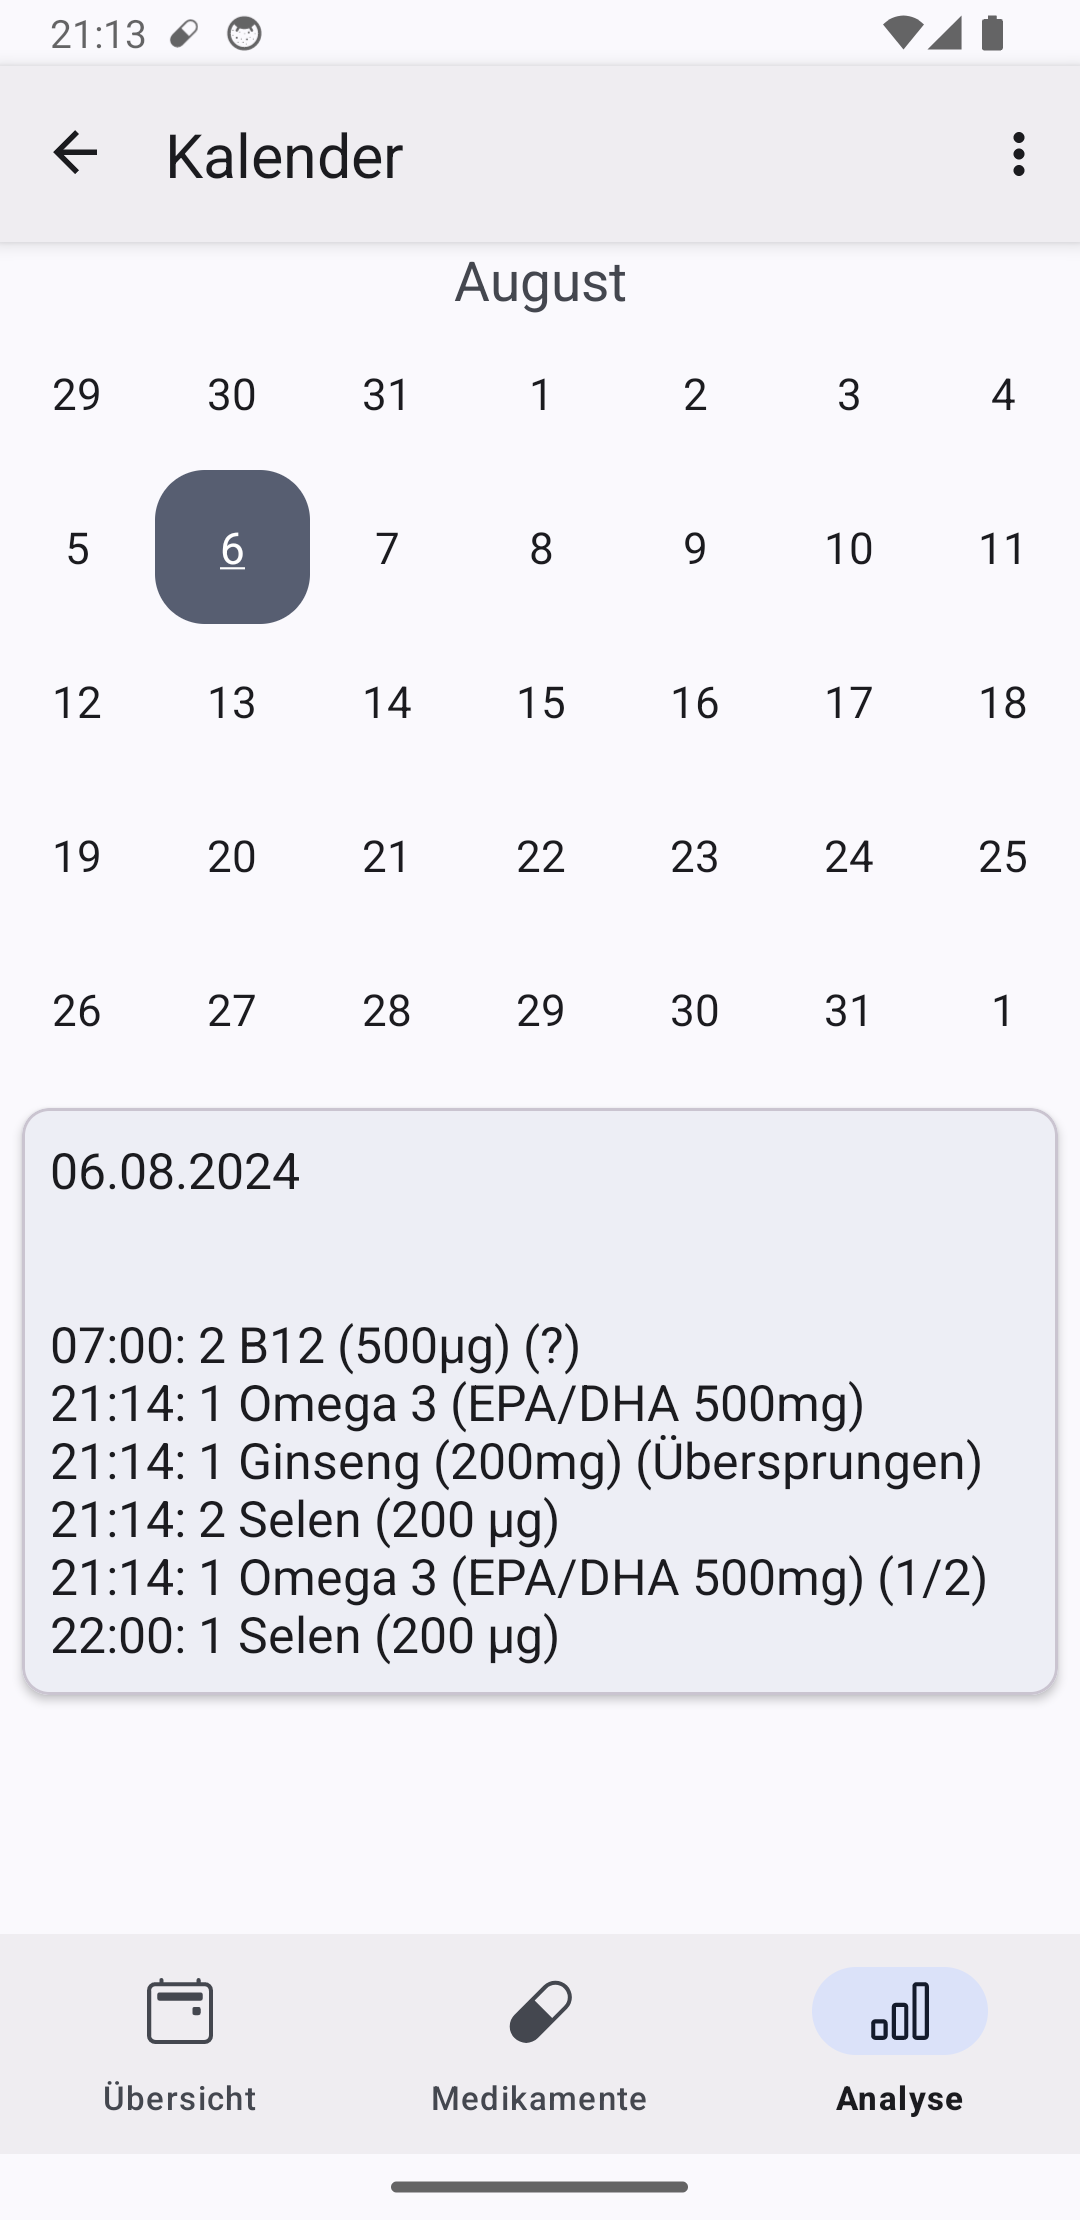 21:13
Kalender
August
29 30 31 1 2 3 4
5 6 7 8 9 10 11
12 13 14 15 16 17 18
19 20 21 22 23 24 25
26 27 28 29 30 31 1
06.08.2024
07:00: 2 B12 (500µg) (?)
21:14: 1 Omega 3 (EPA/DHA 500mg)
21:14: 1 Ginseng (200mg) (Übersprungen)
21:14: 2 Selen (200 µg)
21:14: 1 Omega 3 (EPA/DHA 500mg) (1/2)
22:00: 1 Selen (200 µg)
Übersicht Medikamente Analyse